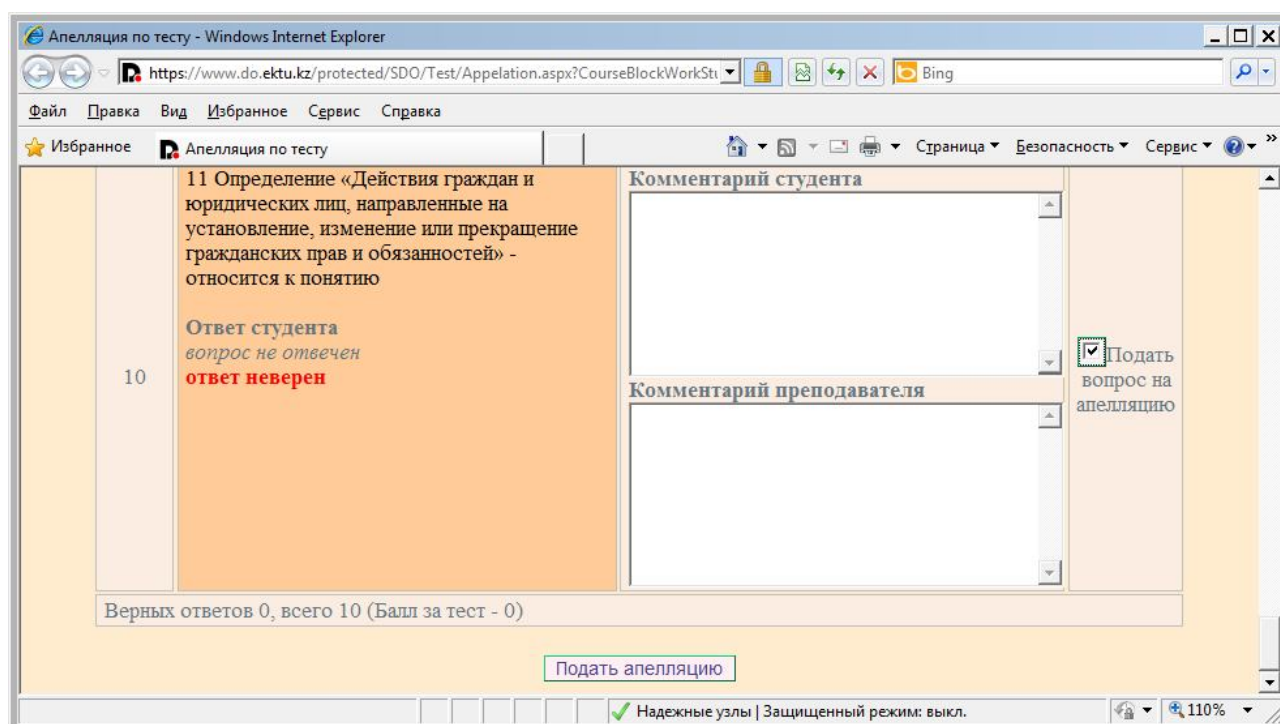 Апелляция по тесту - Windows Internet Explorer
https://www.do.ektu.kz/protected/SDO/Test/Appelation.aspx?CourseBlockWorkStu
Bing
Файл Правка Вид Избранное Сервис Справка
Избранное Апелляция по тесту Страница Безопасность Сервис »
11 Определение «Действия граждан и
юридических лиц, направленные на
установление, изменение или прекращение
гражданских прав и обязанностей» -
относится к понятию
Ответ студента
вопрос не отвечен
10 ответ неверен
Комментарий студента
Комментарий преподавателя
Подать
вопрос на
апелляцию
Верных ответов 0, всего 10 (Балл за тест - 0)
Подать апелляцию
Надежные узлы | Защищенный режим: выкл. 110%